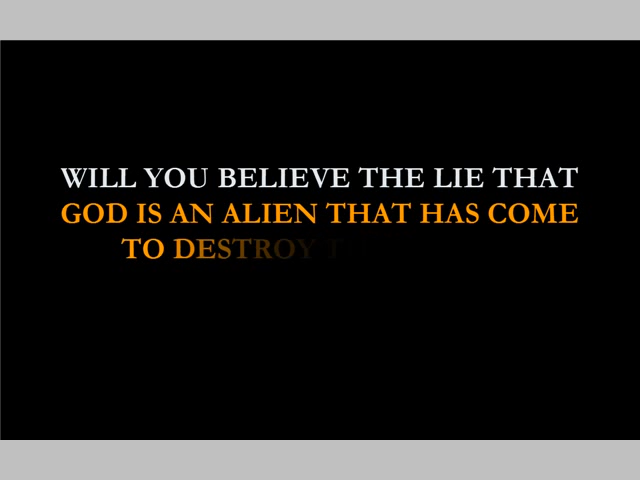 WILL YOU BELIEVE THE LIE THAT
GOD IS AN ALIEN THAT HAS COME
TO DESTROY